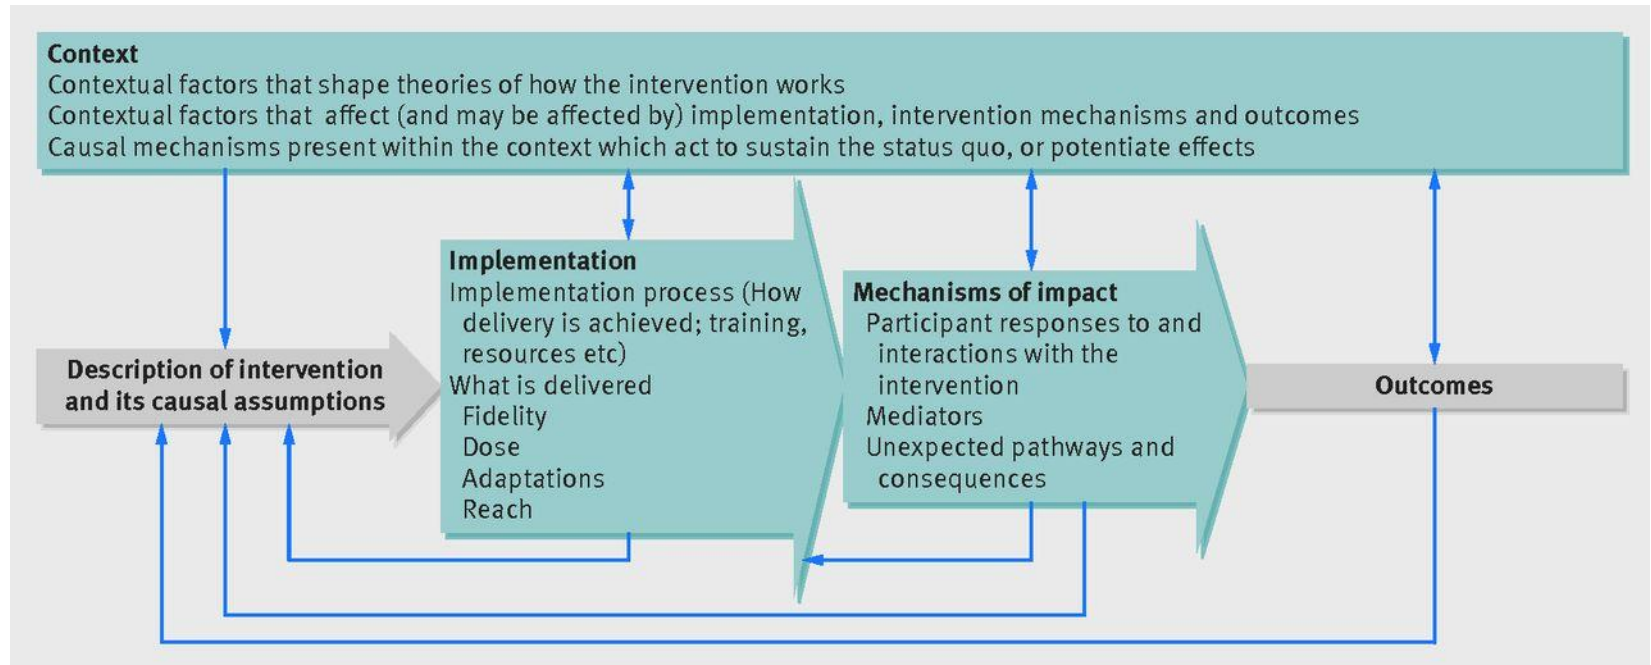 Context
Contextual factors that shape theories of how the intervention works
Contextual factors that affect (and may be affected by) implementation, intervention mechanisms and outcomes
Causal mechanisms present within the context which act to sustain the status quo, or potentiate effects
Description of intervention
and its causal assumptions
Implementation
Implementation process (How
delivery is achieved; training,
resources etc)
What is delivered
Fidelity
Dose
Adaptations
Reach
Mechanisms of impact
Participant responses to and
interactions with the
intervention
Mediators
Unexpected pathways and
consequences
Outcomes